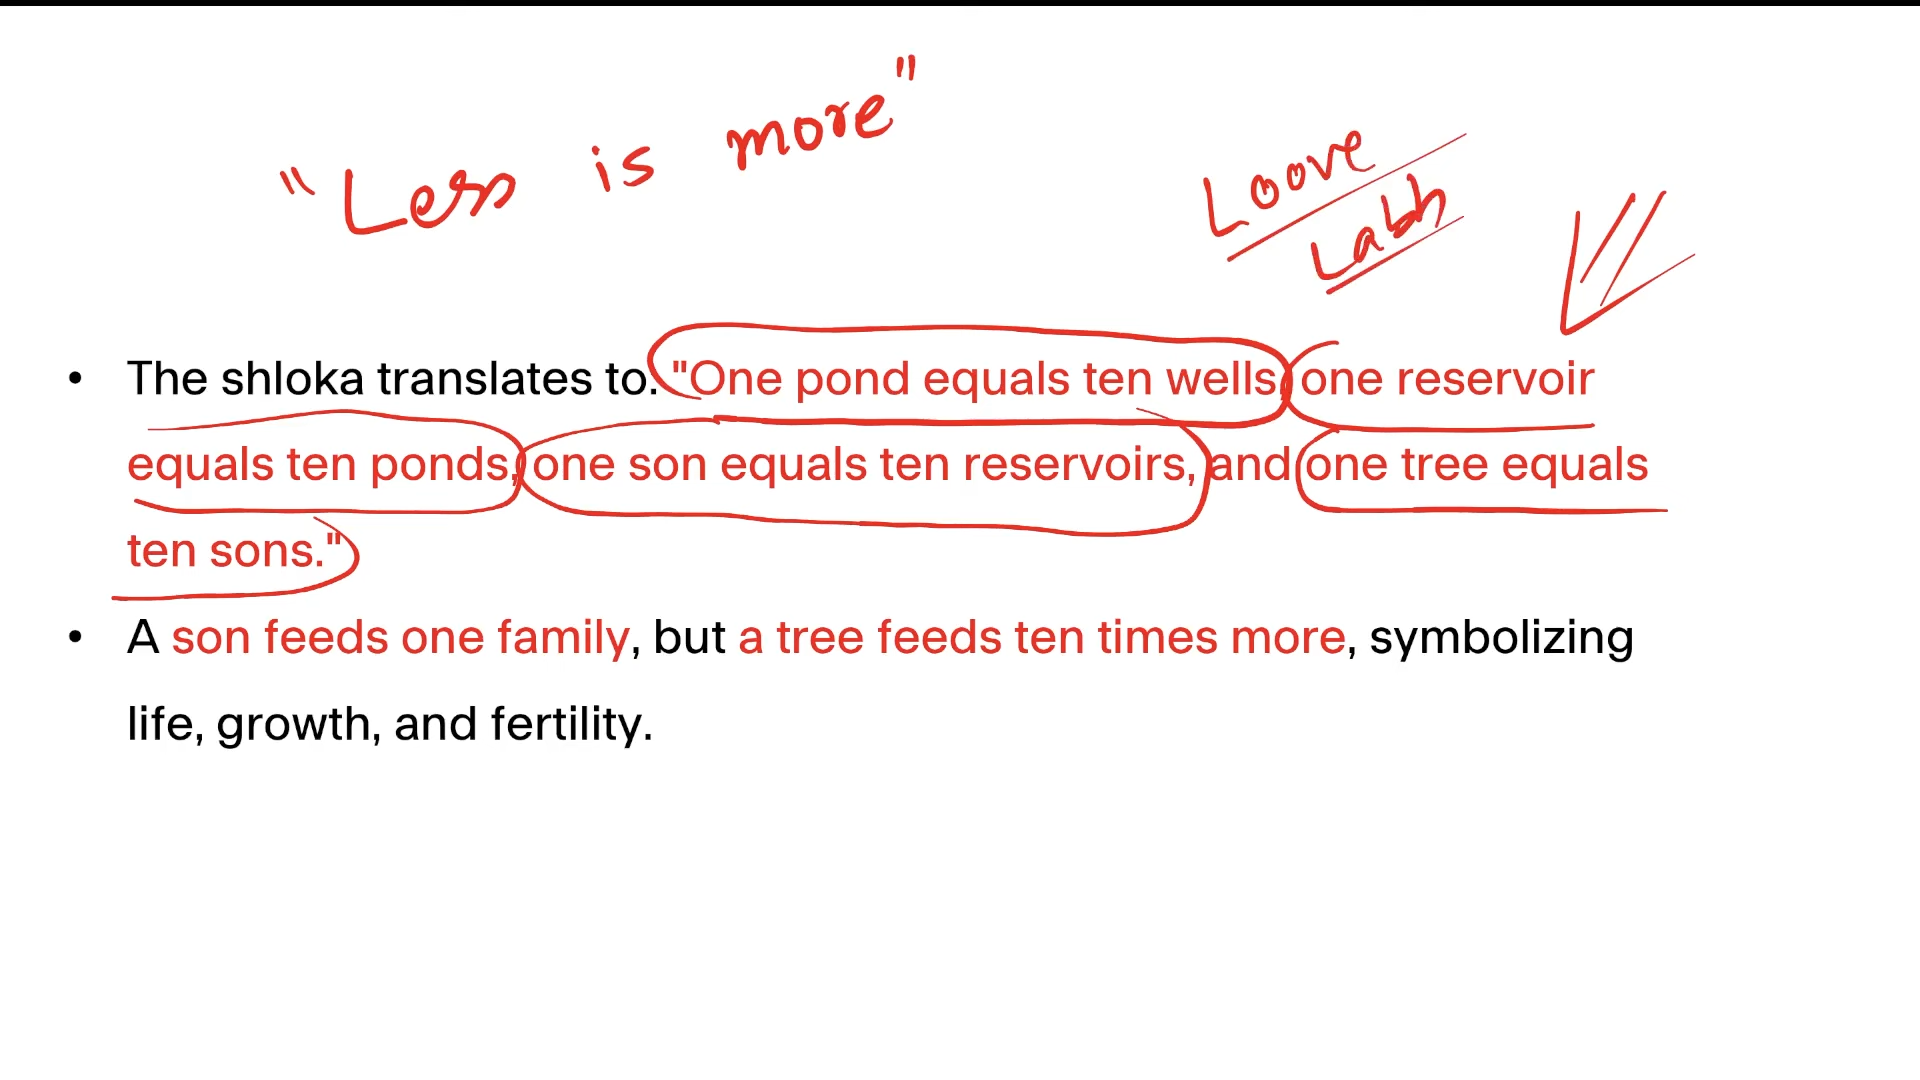 "Less is more"
Loove
Labh
• The shloka translates to: "One pond equals ten wells, one reservoir
equals ten ponds, one son equals ten reservoirs, and one tree equals
ten sons."
• A son feeds one family, but a tree feeds ten times more, symbolizing
life, growth, and fertility.